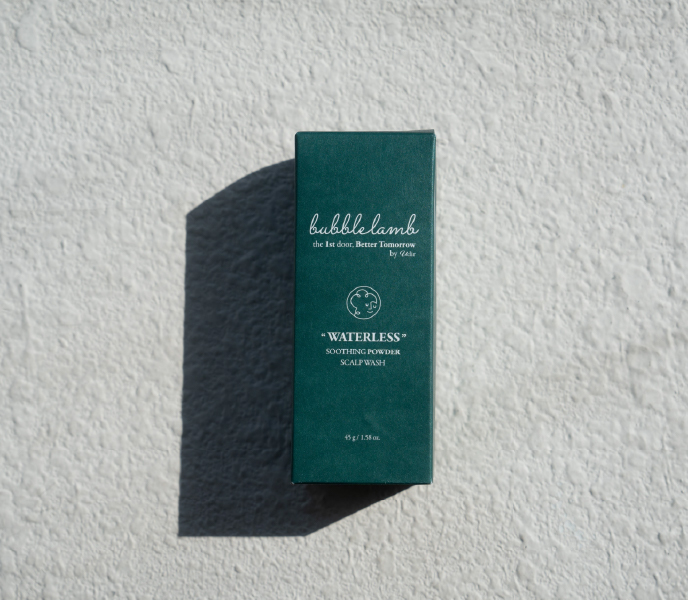 bubblelamb
the 1st door, Better Tomorrow
by
"WATERLESS"
SOOTHING POWDER
SCALP WASH
45 g / 1.58 oz.